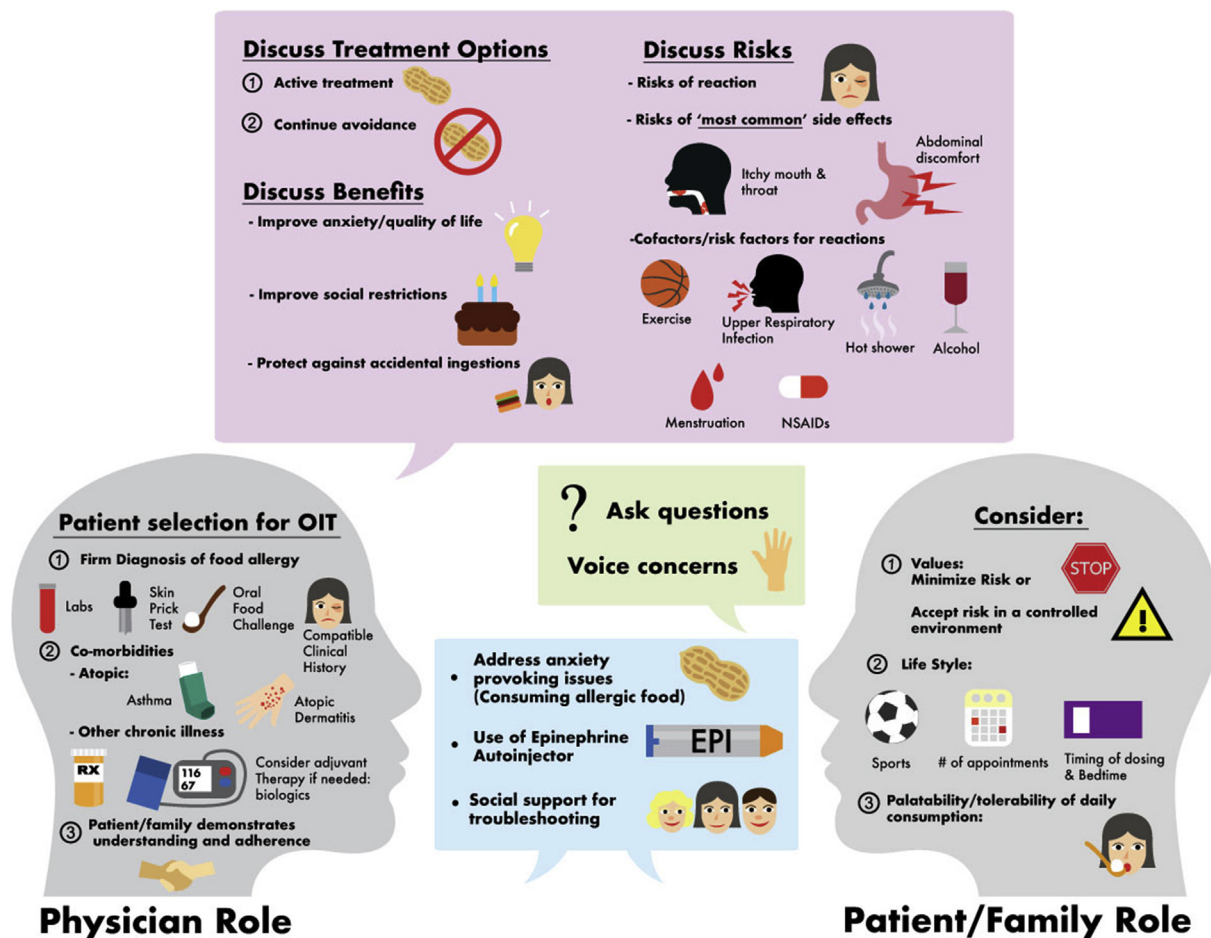 Discuss Treatment Options
1 Active treatment
2 Continue avoidance
Discuss Benefits
- Improve anxiety/quality of life
- Improve social restrictions
- Protect against accidental ingestions
Discuss Risks
- Risks of reaction
- Risks of ‘most common’ side effects
Itchy mouth &
throat
Abdominal
discomfort
-Cofactors/risk factors for reactions
Exercise
Upper Respiratory
Infection
Hot shower
Alcohol
Menstruation
NSAIDs
Patient selection for OIT
1 Firm Diagnosis of food allergy
Labs
Skin
Prick
Test
Oral
Food
Challenge
Compatible
Clinical
History
2 Co-morbidities
- Atopic:
Asthma
Atopic
Dermatitis
- Other chronic illness
RX
116
67
Consider adjuvant
Therapy if needed:
biologics
3 Patient/family demonstrates
understanding and adherence
Physician Role
? Ask questions
Voice concerns
• Address anxiety
provoking issues
(Consuming allergic food)
• Use of Epinephrine
Autoinjector
EPI
• Social support for
troubleshooting
Consider:
1 Values:
Minimize Risk or
STOP
Accept risk in a controlled
environment
!
2 Life Style:
Sports
# of appointments
Timing of dosing
& Bedtime
3 Palatability/tolerability of daily
consumption:
Patient/Family Role